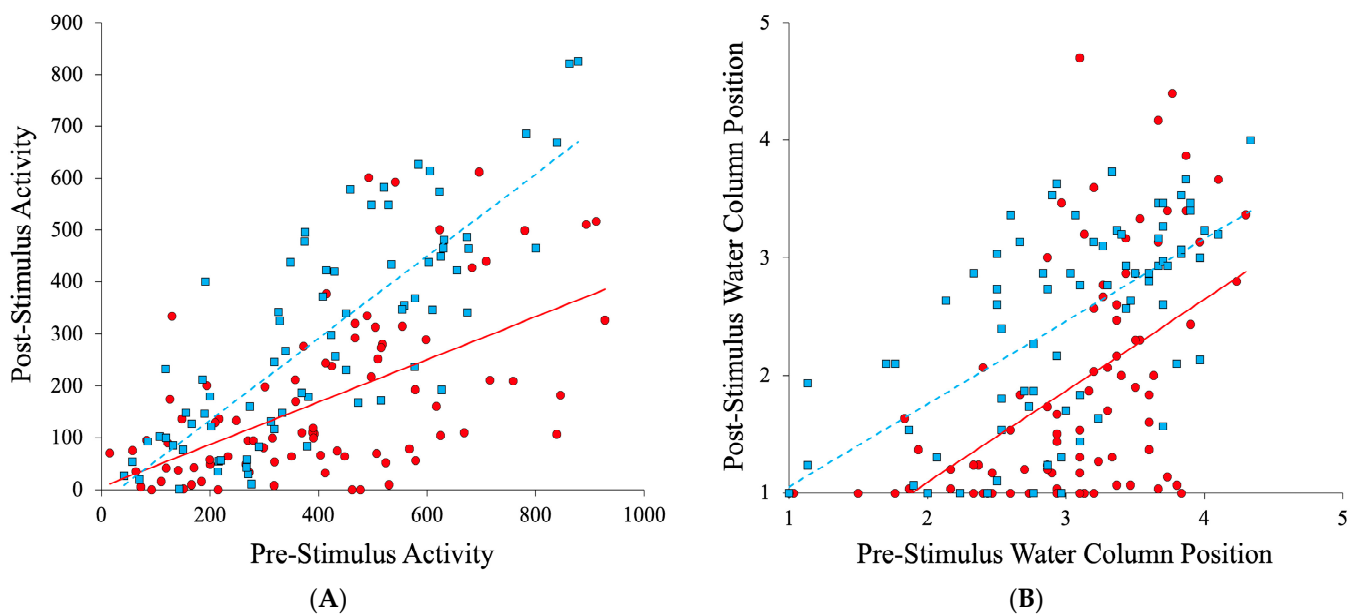 900
800
700
600
500
400
300
200
100
0
Post-Stimulus Activity
0 200 400 600 800 1000
Pre-Stimulus Activity
(A)
5
4
3
2
1
Post-Stimulus Water Column Position
1 2 3 4 5
Pre-Stimulus Water Column Position
(B)